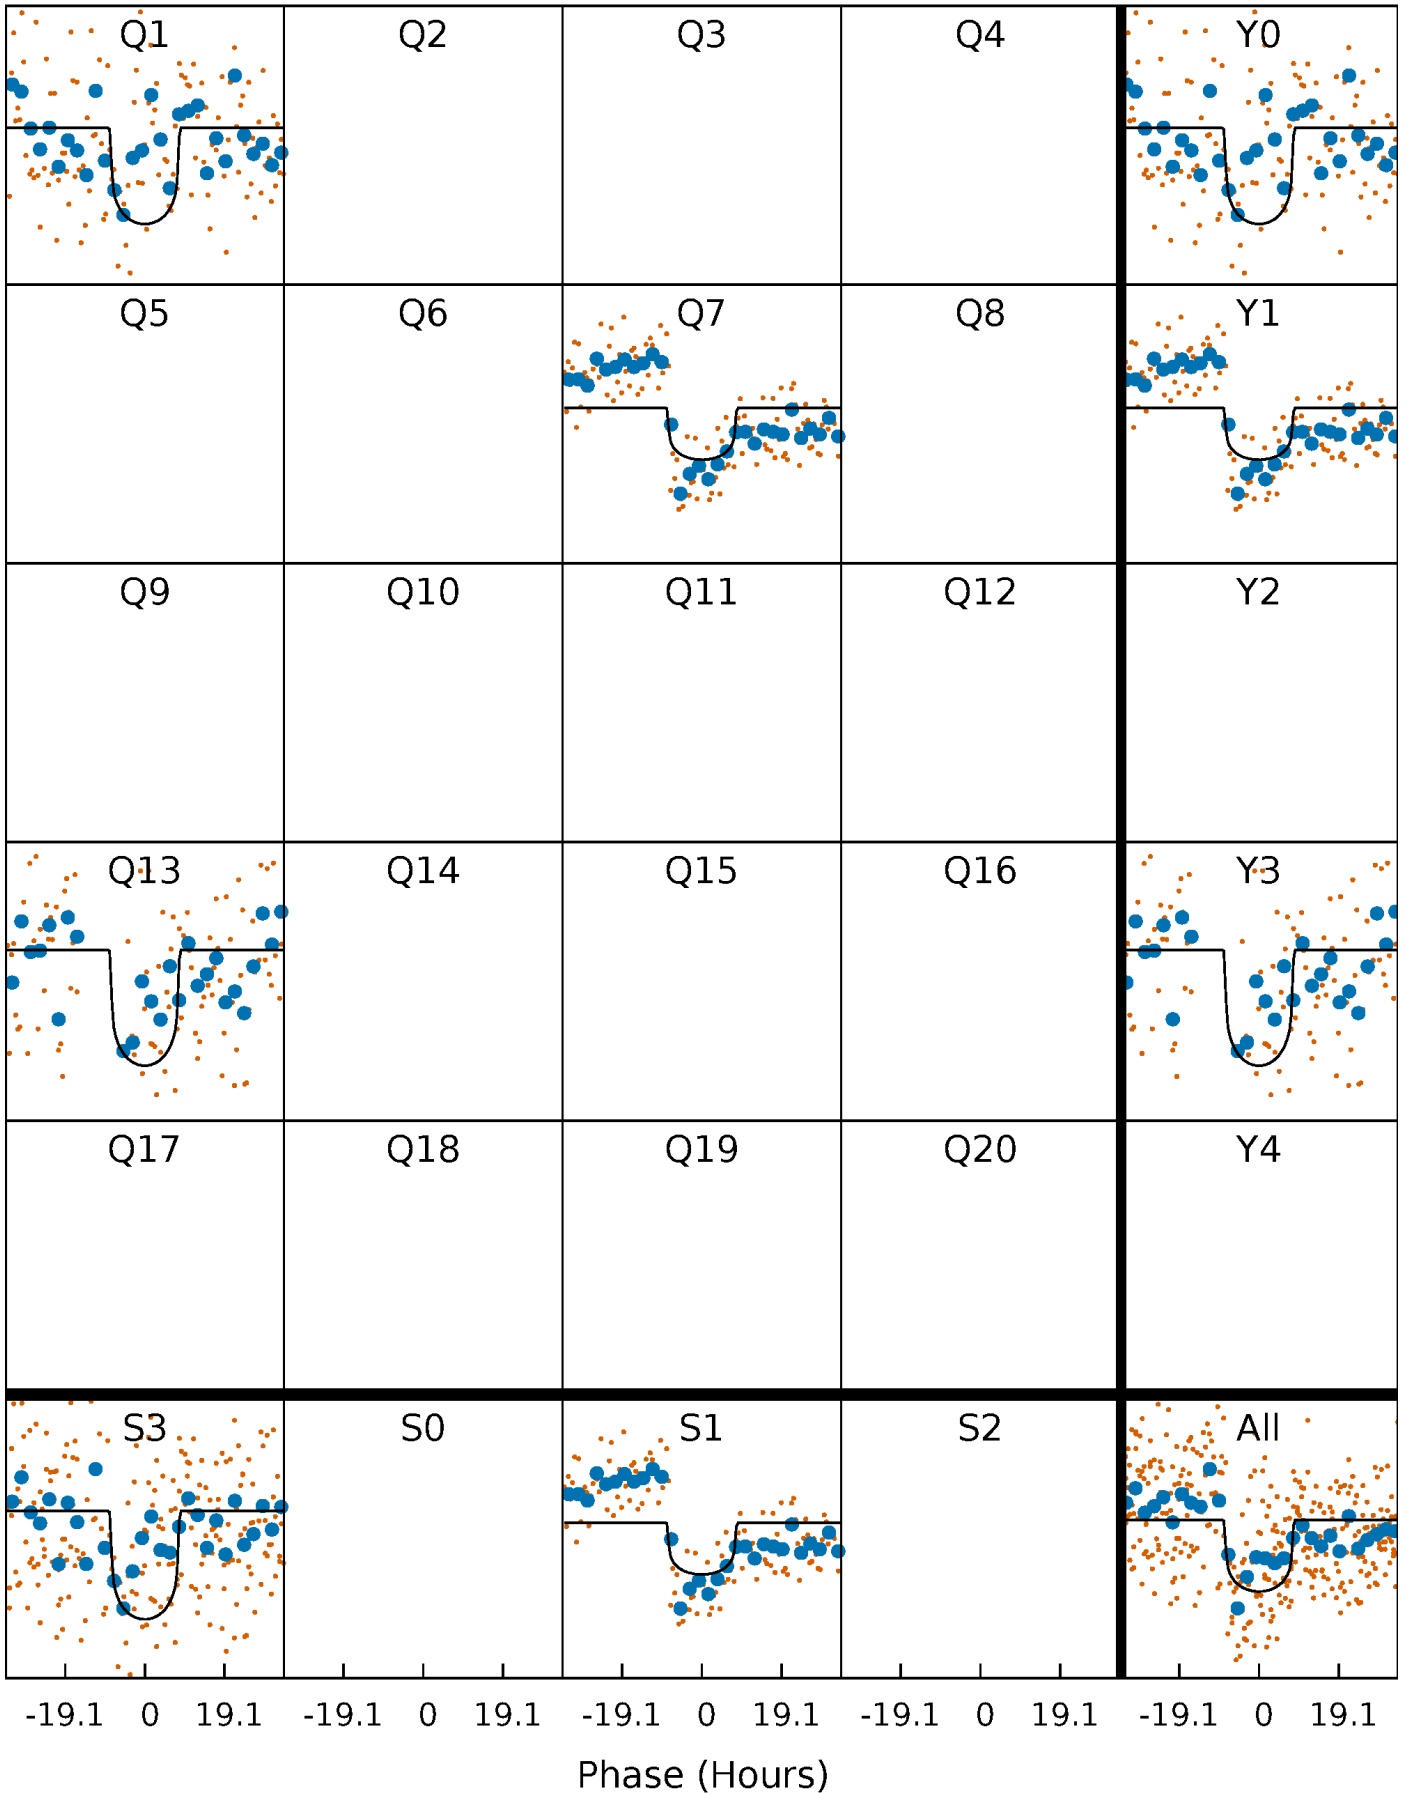 Q1 Q2 Q3 Q4 Y0
Q5 Q6 Q7 Q8 Y1
Q9 Q10 Q11 Q12 Y2
Q13 Q14 Q15 Q16 Y3
Q17 Q18 Q19 Q20 Y4
S3 S0 S1 S2 All
-19.1 0 19.1 -19.1 0 19.1 -19.1 0 19.1 -19.1 0 19.1 -19.1 0 19.1
Phase (Hours)